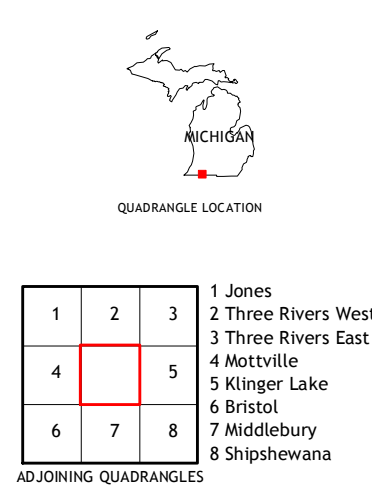 MICHIGAN
QUADRANGLE LOCATION
1 2 3
4 5
6 7 8
ADJOINING QUADRANGLES
1 Jones
2 Three Rivers West
3 Three Rivers East
4 Mottville
5 Klinger Lake
6 Bristol
7 Middlebury
8 Shipshewana